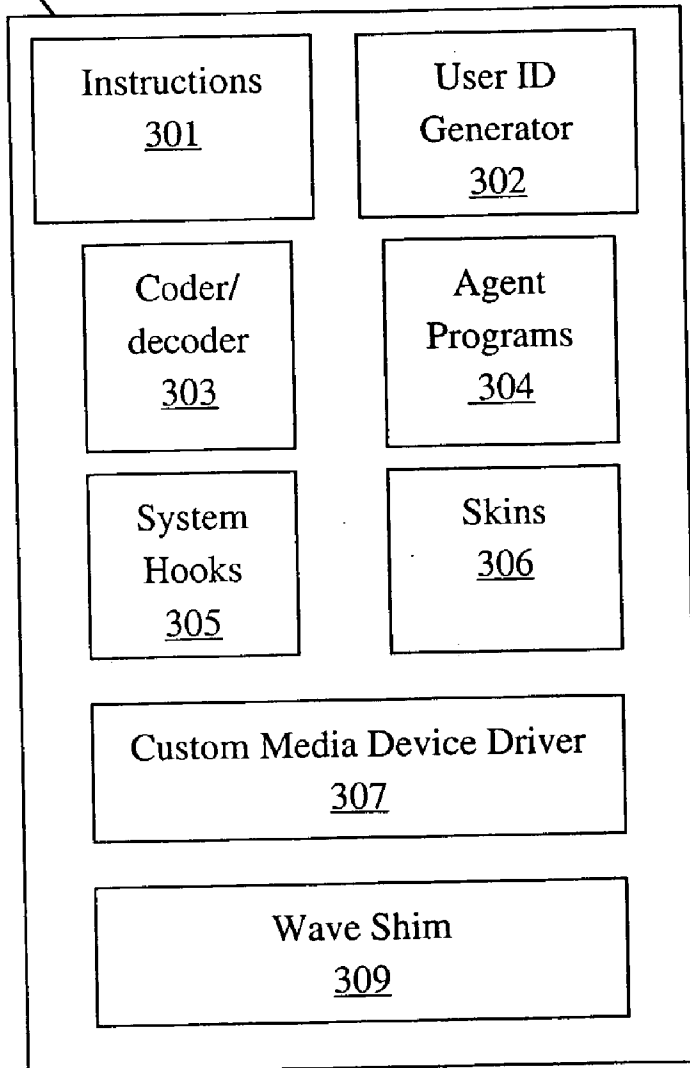 Instructions
301
User ID
Generator
302
Coder/
decoder
303
Agent
Programs
304
System
Hooks
305
Skins
306
Custom Media Device Driver
307
Wave Shim
309